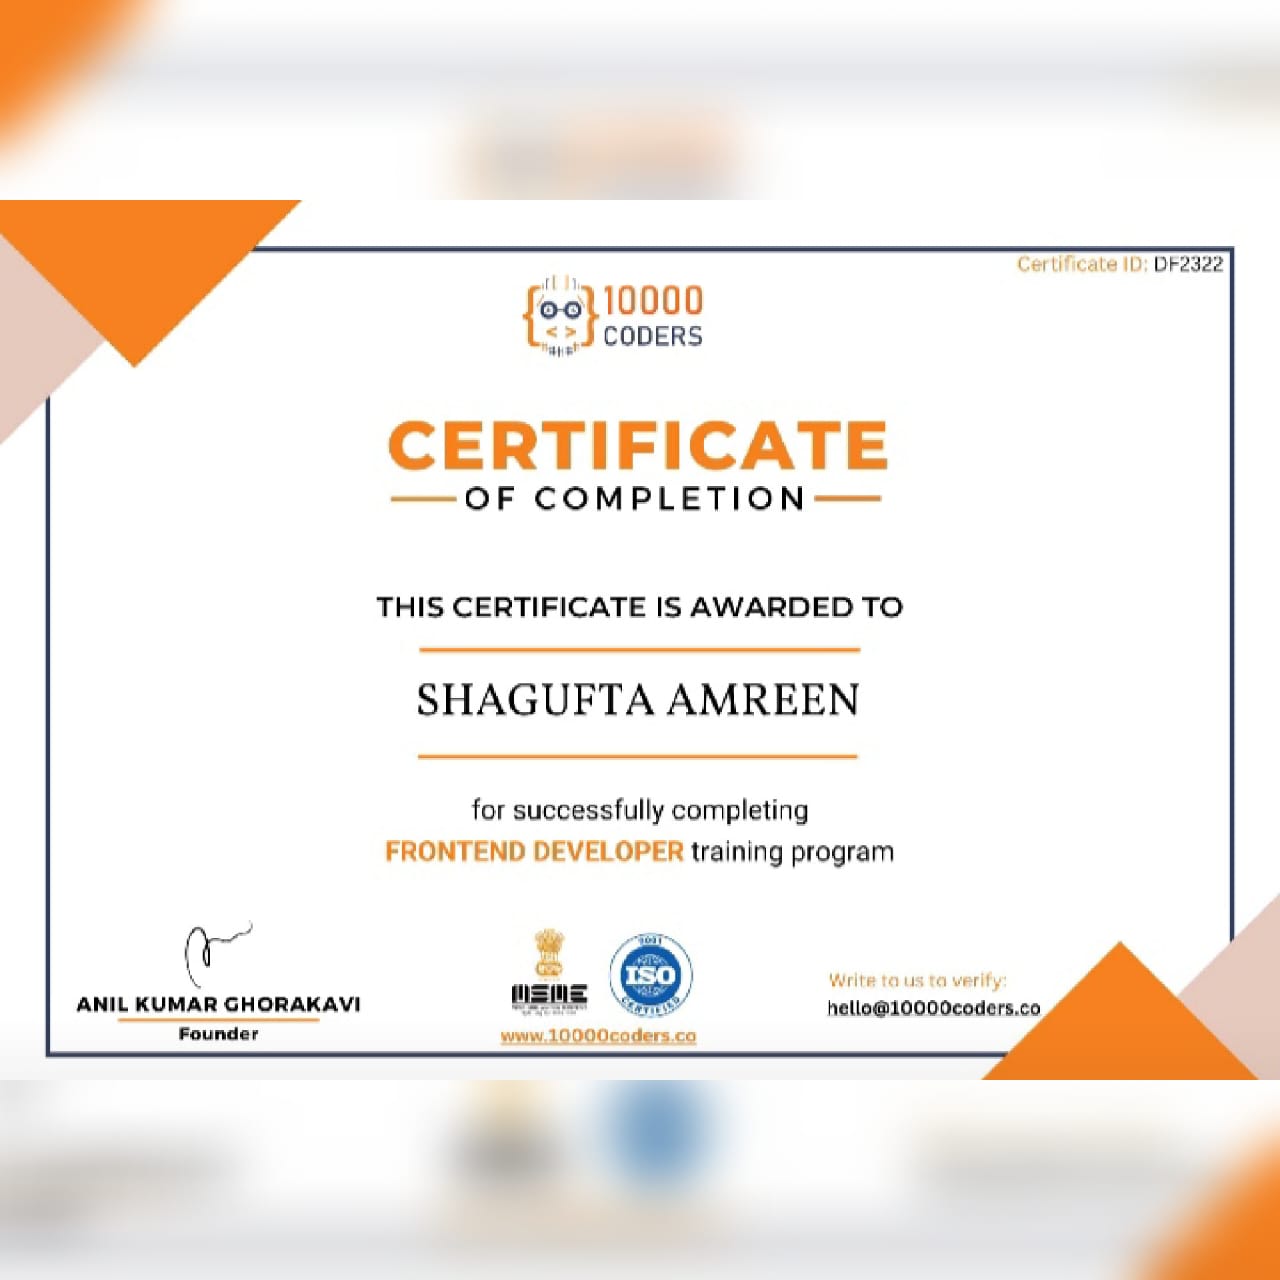 Certificate ID: DF2322
10000
CODERS
CERTIFICATE
OF COMPLETION
THIS CERTIFICATE IS AWARDED TO
SHAGUFTA AMREEN
for successfully completing
FRONTEND DEVELOPER training program
ANIL KUMAR GHORAKAVI
Founder
MSME
9001
ISO
CERTIFIED
www.10000coders.co
Write to us to verify:
hello@10000coders.co